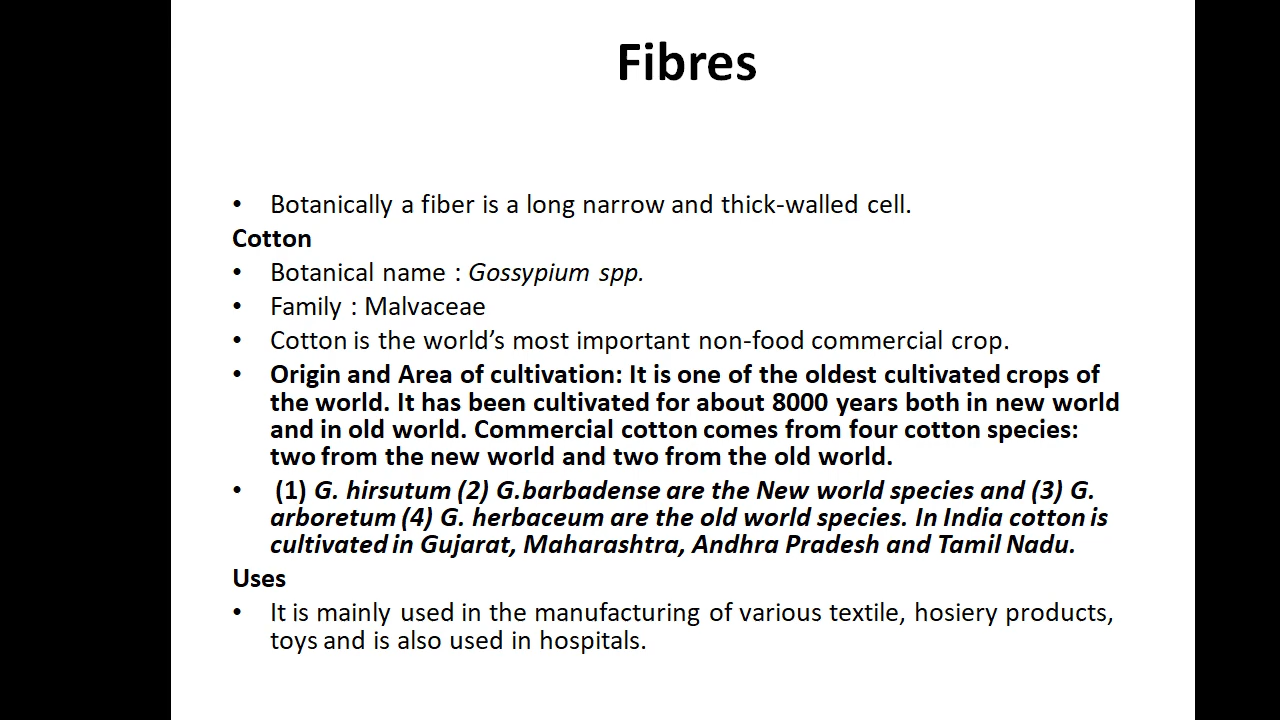 Fibres
• Botanically a fiber is a long narrow and thick-walled cell.
Cotton
• Botanical name : Gossypium spp.
• Family : Malvaceae
• Cotton is the world’s most important non-food commercial crop.
• Origin and Area of cultivation: It is one of the oldest cultivated crops of
the world. It has been cultivated for about 8000 years both in new world
and in old world. Commercial cotton comes from four cotton species:
two from the new world and two from the old world.
• (1) G. hirsutum (2) G.barbadense are the New world species and (3) G.
arboretum (4) G. herbaceum are the old world species. In India cotton is
cultivated in Gujarat, Maharashtra, Andhra Pradesh and Tamil Nadu.
Uses
• It is mainly used in the manufacturing of various textile, hosiery products,
toys and is also used in hospitals.